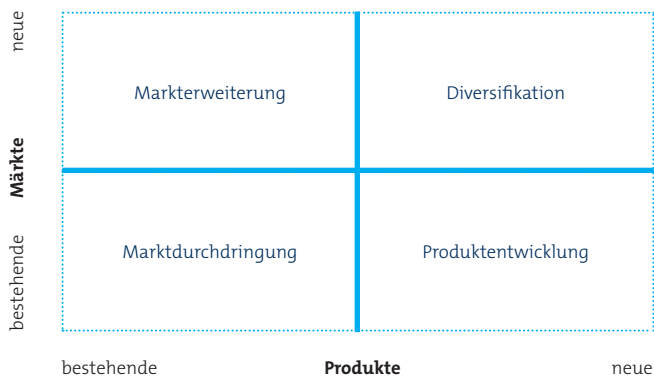 neue
Markterweiterung
Diversifikation
Märkte
Marktdurchdringung
Produktentwicklung
bestehende
bestehende
Produkte
neue